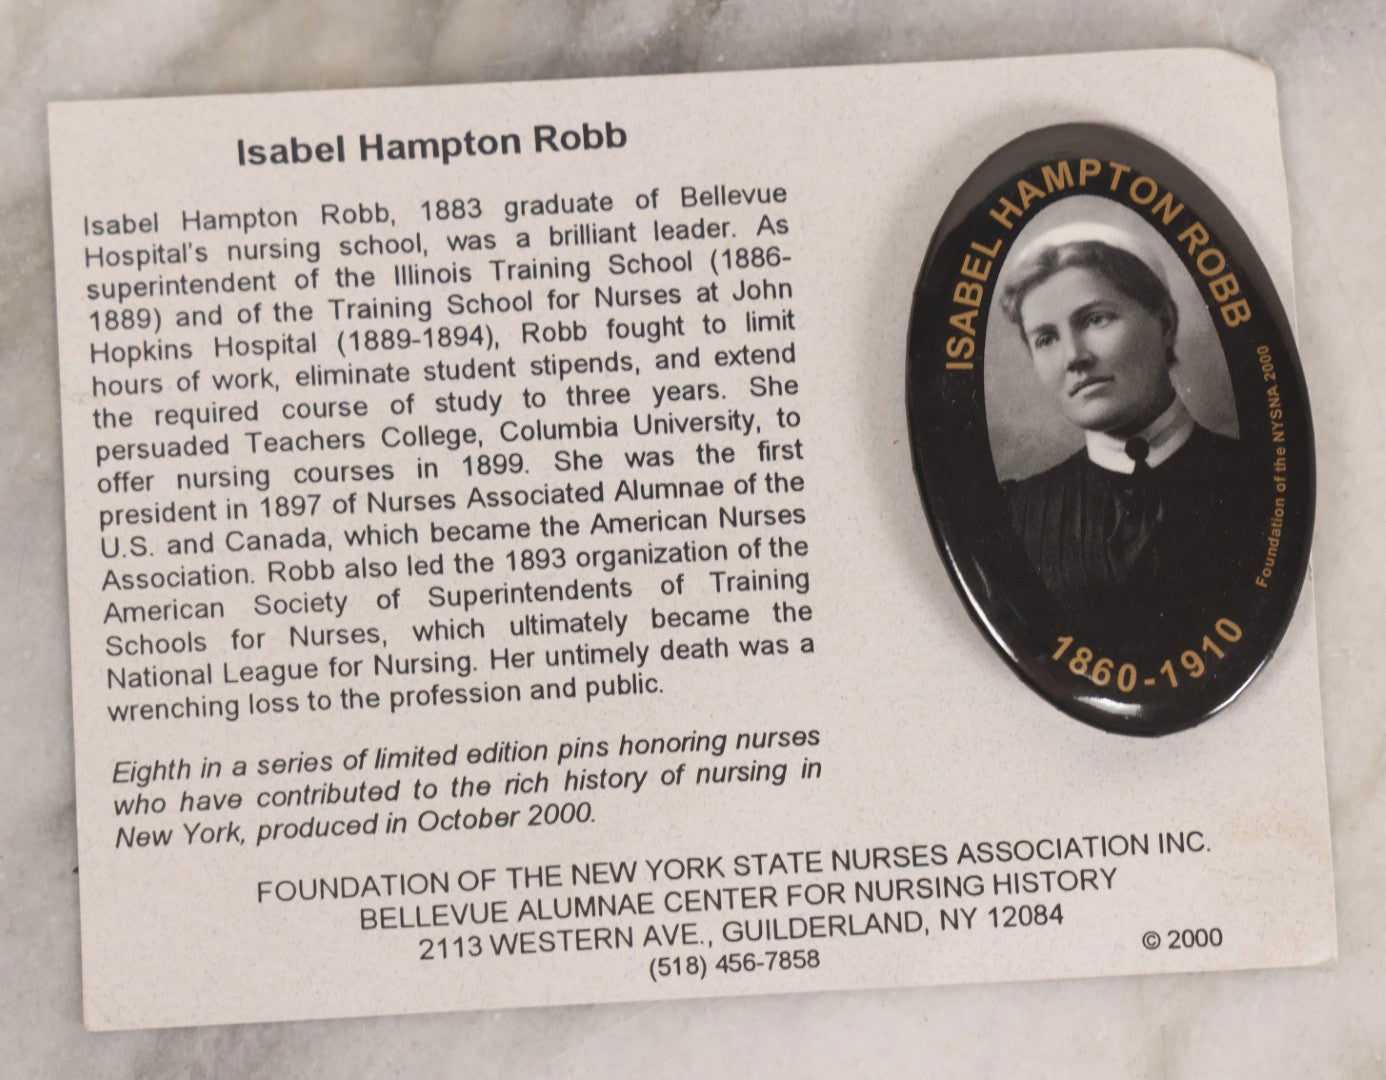 Isabel Hampton Robb
Isabel Hampton Robb, 1883 graduate of Bellevue
Hospital's nursing school, was a brilliant leader. As
superintendent of the Illinois Training School (1886-
1889) and of the Training School for Nurses at John
Hopkins Hospital (1889-1894), Robb fought to limit
hours of work, eliminate student stipends, and extend
the required course of study to three years. She
persuaded Teachers College, Columbia University, to
offer nursing courses in 1899. She was the first
president in 1897 of Nurses Associated Alumnae of the
U.S. and Canada, which became the American Nurses
Association. Robb also led the 1893 organization of the
American Society of Superintendents of Training
Schools for Nurses, which ultimately became the
National League for Nursing. Her untimely death was a
wrenching loss to the profession and public.
Eighth in a series of limited edition pins honoring nurses
who have contributed to the rich history of nursing in
New York, produced in October 2000.
FOUNDATION OF THE NEW YORK STATE NURSES ASSOCIATION INC.
BELLEVUE ALUMNAE CENTER FOR NURSING HISTORY
2113 WESTERN AVE., GUILDERLAND, NY 12084
(518) 456-7858
© 2000
ISABEL HAMPTON ROBB
Foundation of the NYSNA 2000
1860-1910